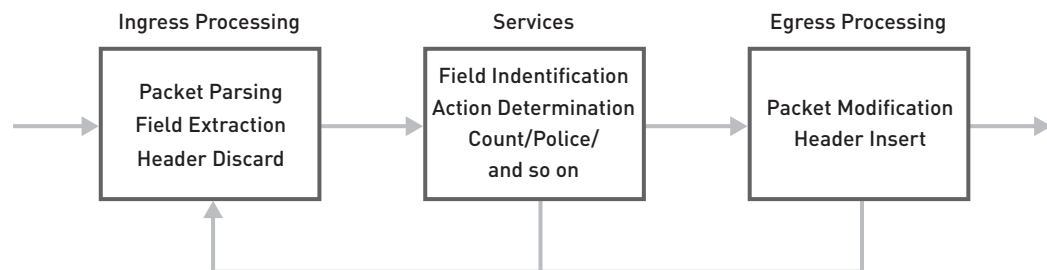 Ingress Processing
Services
Egress Processing
Packet Parsing
Field Extraction
Header Discard
Field Indentification
Action Determination
Count/Police/
and so on
Packet Modification
Header Insert